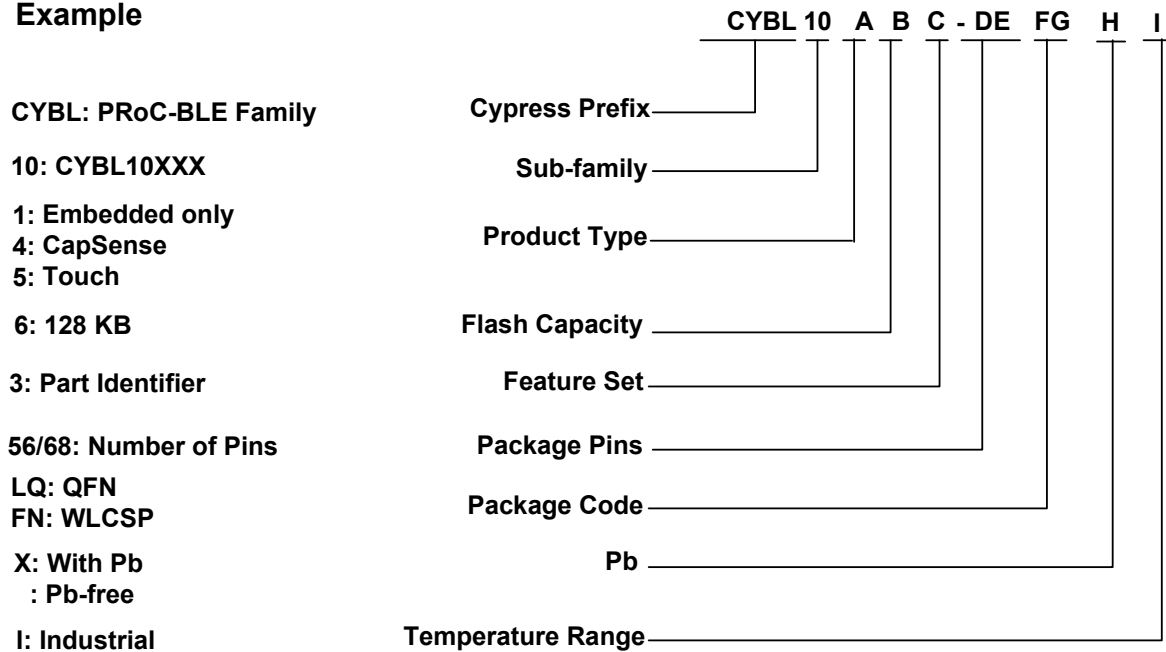 Example CYBL 10 A B C - DE FG H I
CYBL: PRoC-BLE Family Cypress Prefix
10: CYBL10XXX Sub-family
1: Embedded only
4: CapSense Product Type
5: Touch
6: 128 KB Flash Capacity
3: Part Identifier Feature Set
56/68: Number of Pins Package Pins
LQ: QFN
FN: WLCSP Package Code
X: With Pb Pb
: Pb-free
I: Industrial Temperature Range